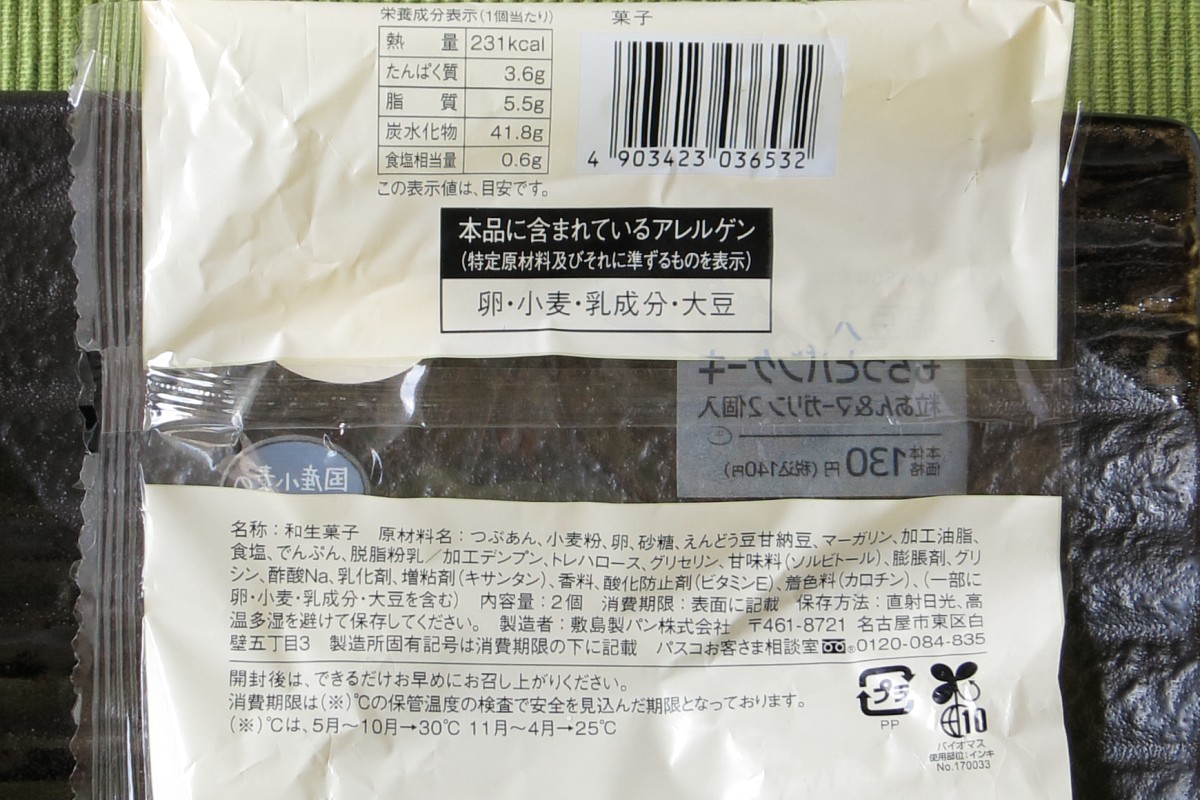 栄養成分表示(1個当たり)
熱量 231kcal
たんぱく質 3.6g
脂質 5.5g
炭水化物 41.8g
食塩相当量 0.6g
この表示値は、目安です。
菓子
4 903423 036532
本品に含まれているアレルゲン
(特定原材料及びそれに準ずるものを表示)
卵・小麦・乳成分・大豆
もちっとパンケーキ
粒あん&マーガリン2個入
本体価格 130円(税込140円)
国産小麦の
名称:和生菓子 原材料名:つぶあん、小麦粉、卵、砂糖、えんどう豆甘納豆、マーガリン、加工油脂、
食塩、でんぷん、脱脂粉乳/加工デンプン、トレハロース、グリセリン、甘味料(ソルビトール)、膨脹剤、グリ
シン、酢酸Na、乳化剤、増粘剤(キサンタン)、香料、酸化防止剤(ビタミンE)、着色料(カロチン)、(一部に
卵・小麦・乳成分・大豆を含む) 内容量:2個 消費期限:表面に記載 保存方法:直射日光、高
温多湿を避けて保存してください。 製造者:敷島製パン株式会社 〒461-8721 名古屋市東区白
壁五丁目3 製造所固有記号は消費期限の下に記載 パスコお客さま相談室 ®0120-084-835
開封後は、できるだけお早めにお召し上がりください。
消費期限は(※)℃の保管温度の検査で安全を見込んだ期限となっております。
(※)℃は、5月~10月→30℃ 11月~4月→25℃
プラ
PP
10
バイオマス
使用部位:インキ
No.170033